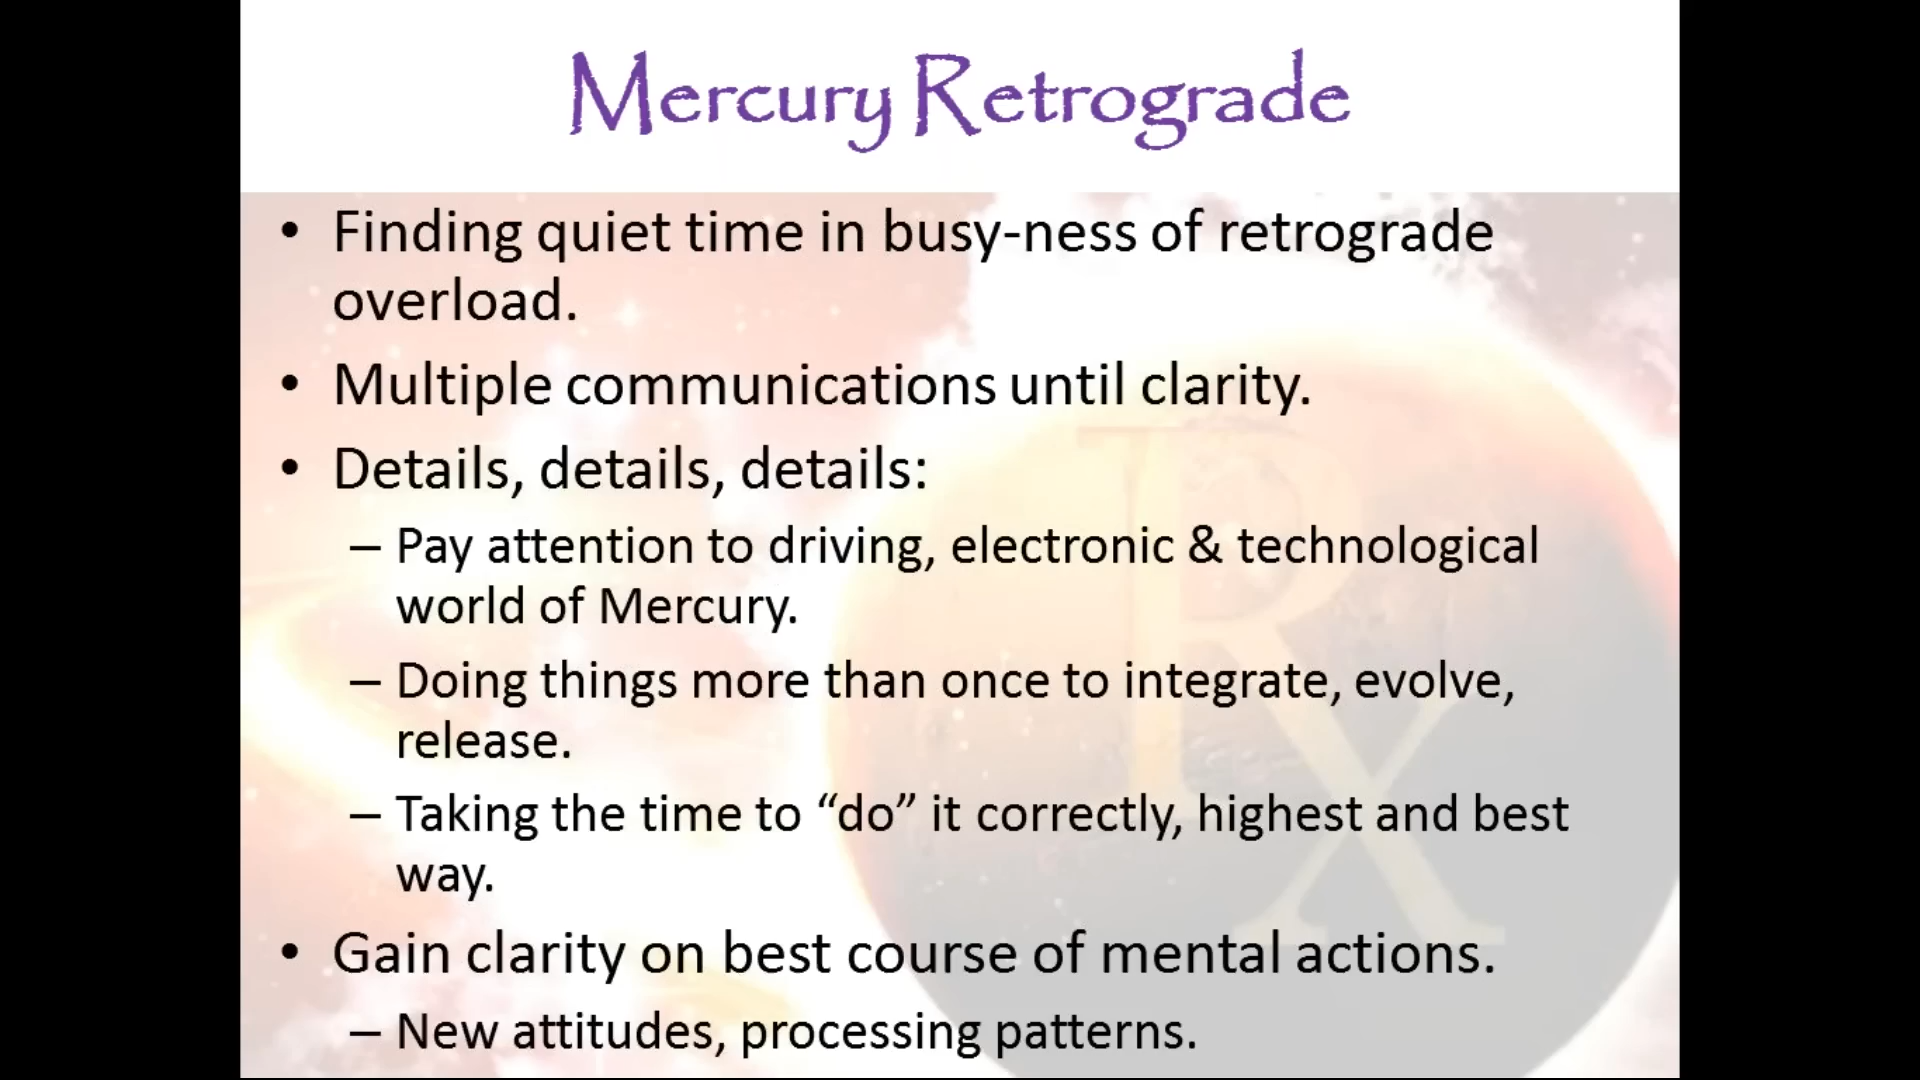 Mercury Retrograde
• Finding quiet time in busy-ness of retrograde
overload.
• Multiple communications until clarity.
• Details, details, details:
– Pay attention to driving, electronic & technological
world of Mercury.
– Doing things more than once to integrate, evolve,
release.
– Taking the time to “do” it correctly, highest and best
way.
• Gain clarity on best course of mental actions.
– New attitudes, processing patterns.